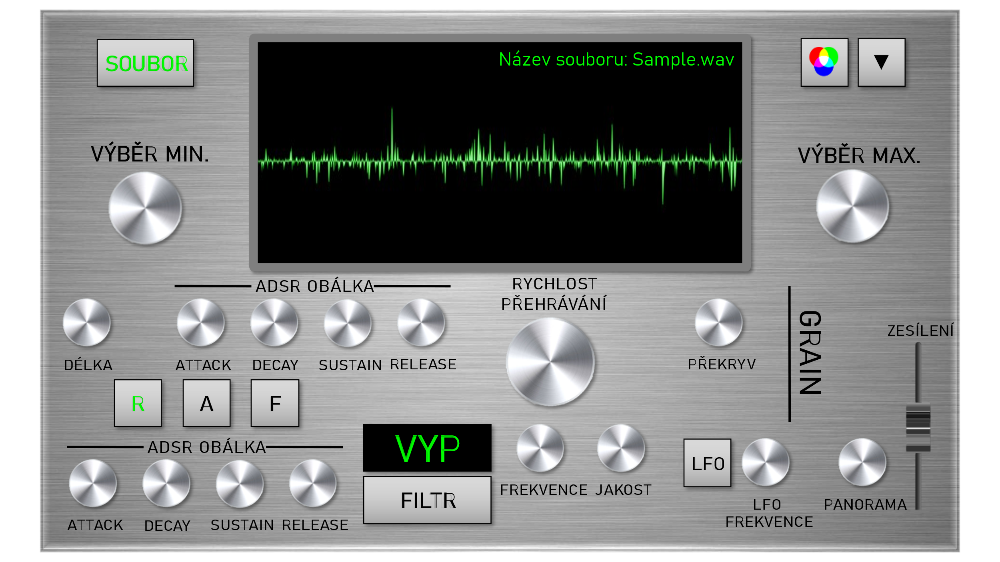 SOUBOR
Název souboru: Sample.wav
▼
VÝBĚR MIN.
VÝBĚR MAX.
ADSR OBÁLKA
RYCHLOST
PŘEHRÁVÁNÍ
GRAIN
ZESÍLENÍ
DÉLKA
ATTACK
DECAY
SUSTAIN
RELEASE
PŘEKRYV
R
A
F
ADSR OBÁLKA
VYP
LFO
FILTR
FREKVENCE
JAKOST
LFO
FREKVENCE
PANORAMA
ATTACK
DECAY
SUSTAIN
RELEASE